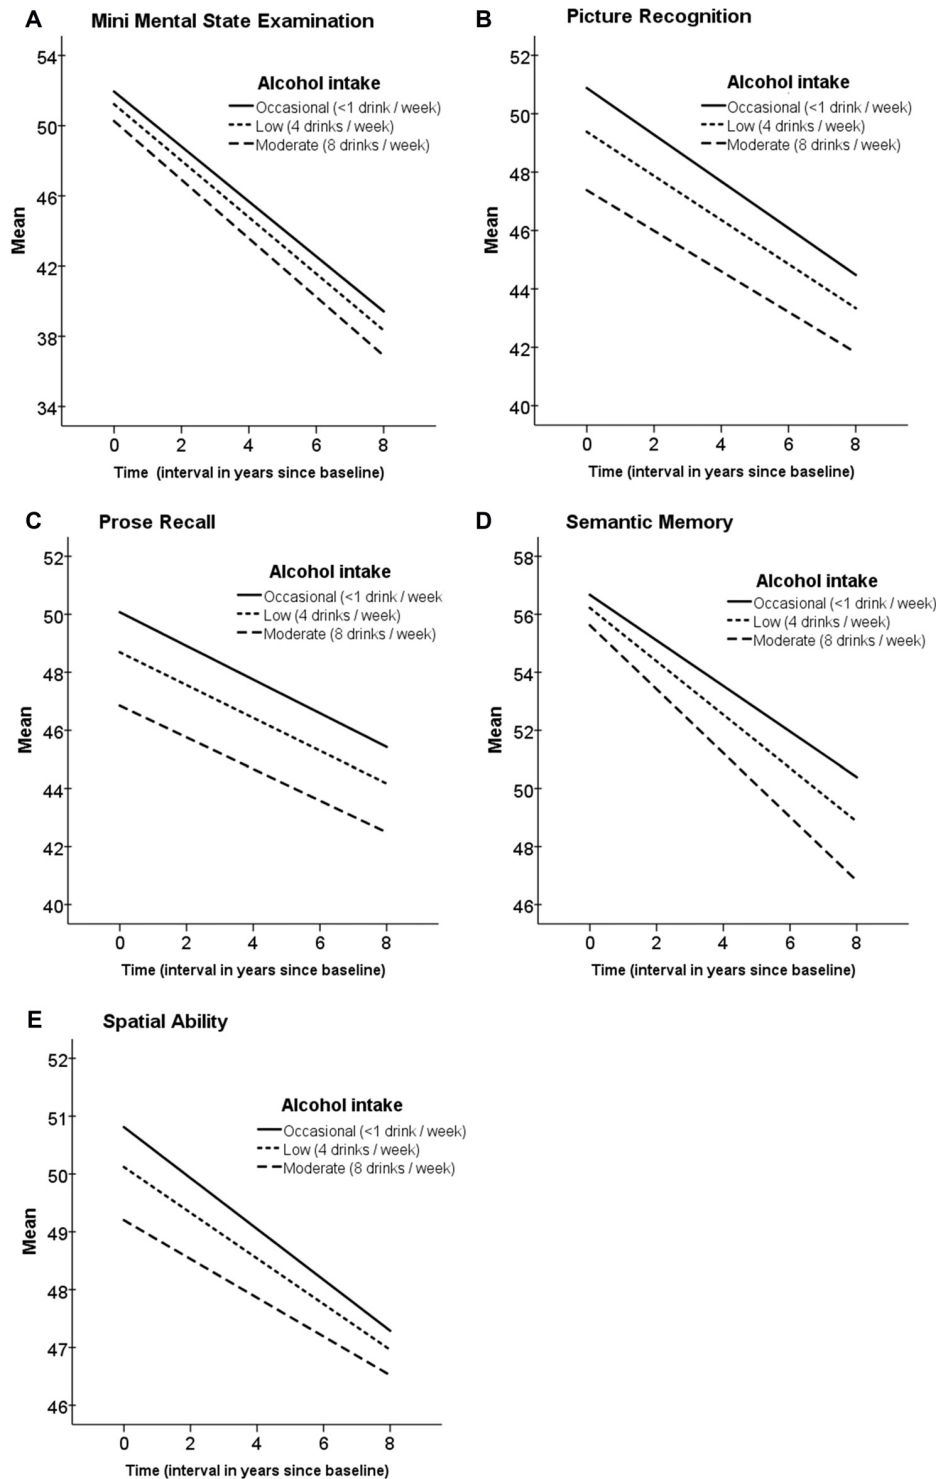 A Mini Mental State Examination
54
50
46
42
38
34
Mean
Alcohol intake
Occasional (<1 drink / week)
Low (4 drinks / week)
Moderate (8 drinks / week)
0 2 4 6 8
Time (interval in years since baseline)
B Picture Recognition
52
50
48
46
44
42
40
Mean
Alcohol intake
Occasional (<1 drink / week)
Low (4 drinks / week)
Moderate (8 drinks / week)
0 2 4 6 8
Time (interval in years since baseline)
C Prose Recall
52
50
48
46
44
42
40
Mean
Alcohol intake
Occasional (<1 drink / week
Low (4 drinks / week)
Moderate (8 drinks / week)
0 2 4 6 8
Time (interval in years since baseline)
D Semantic Memory
58
56
54
52
50
48
46
Mean
Alcohol intake
Occasional (<1 drink / week)
Low (4 drinks / week)
Moderate (8 drinks / week)
0 2 4 6 8
Time (interval in years since baseline)
E Spatial Ability
52
51
50
49
48
47
46
Mean
Alcohol intake
Occasional (<1 drink / week)
Low (4 drinks / week)
Moderate (8 drinks / week)
0 2 4 6 8
Time (interval in years since baseline)